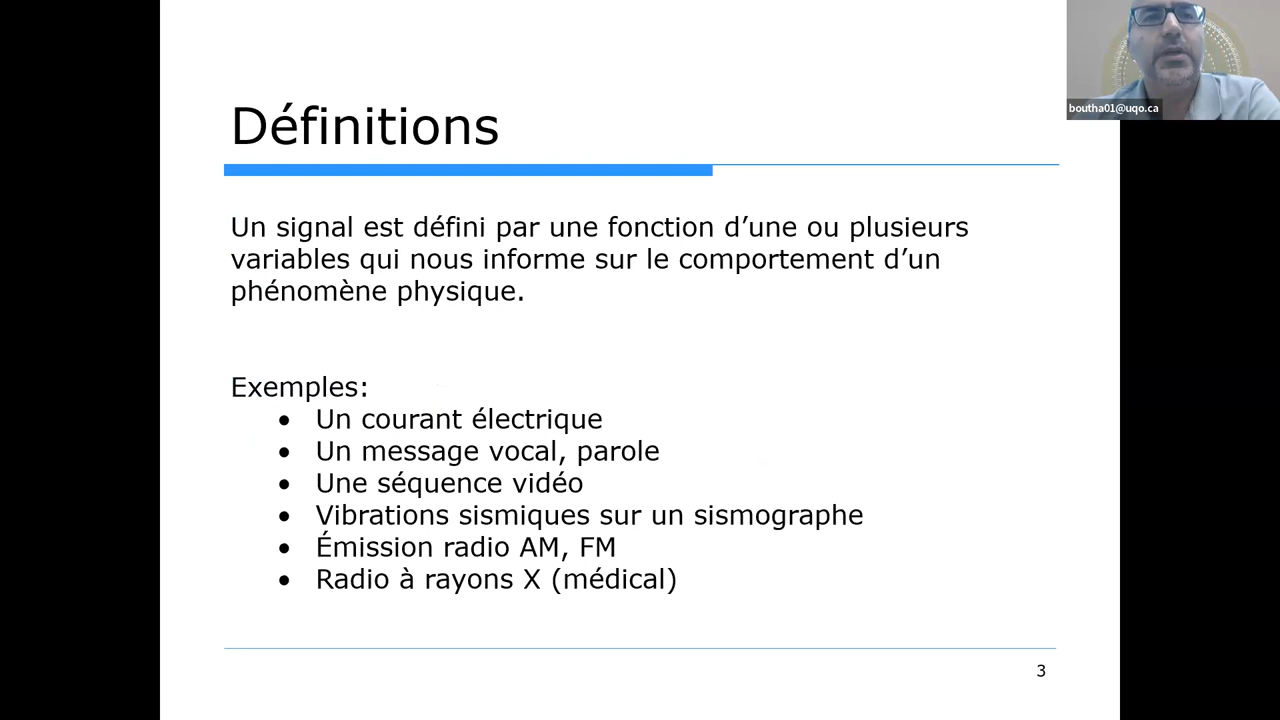 Définitions
boutha01@uqo.ca
Un signal est défini par une fonction d’une ou plusieurs
variables qui nous informe sur le comportement d’un
phénomène physique.
Exemples:
• Un courant électrique
• Un message vocal, parole
• Une séquence vidéo
• Vibrations sismiques sur un sismographe
• Émission radio AM, FM
• Radio à rayons X (médical)
3